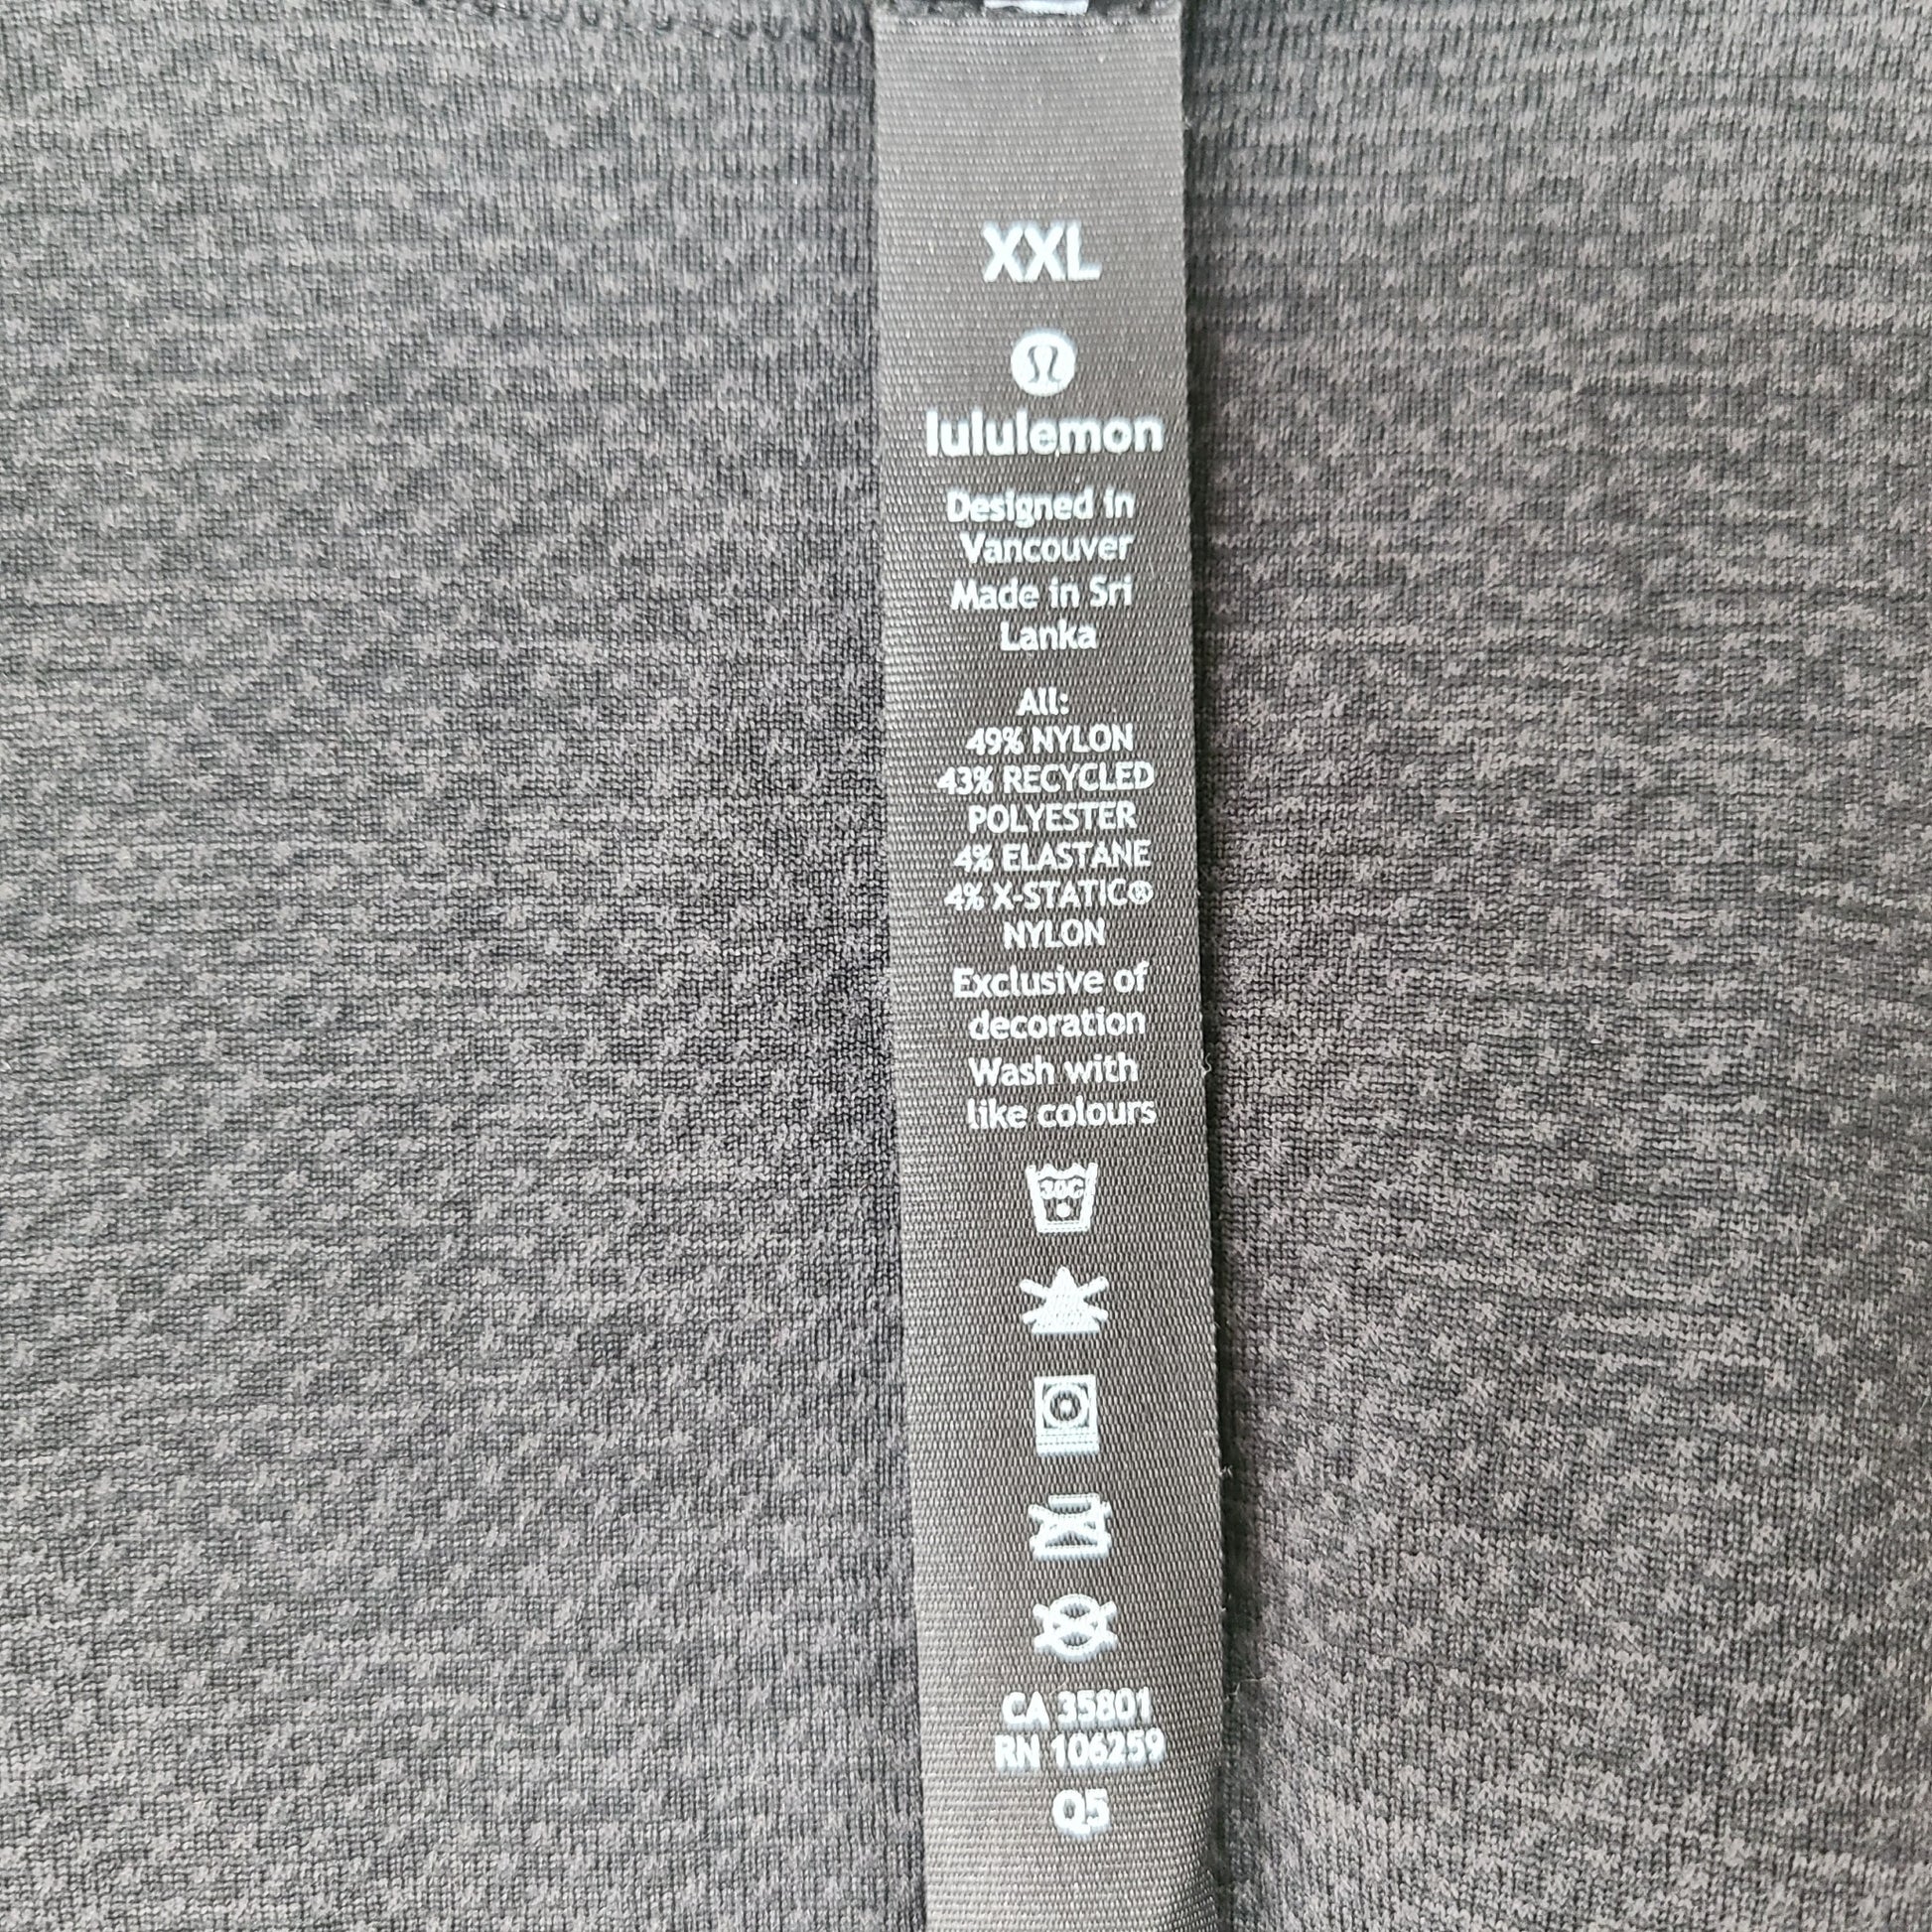 XXL
lululemon
Designed in
Vancouver
Made in Sri
Lanka
All:
49% NYLON
43% RECYCLED
POLYESTER
4% ELASTANE
4% X-STATIC®
NYLON
Exclusive of
decoration
Wash with
like colours
30C
CA 35801
RN 106259
Q5